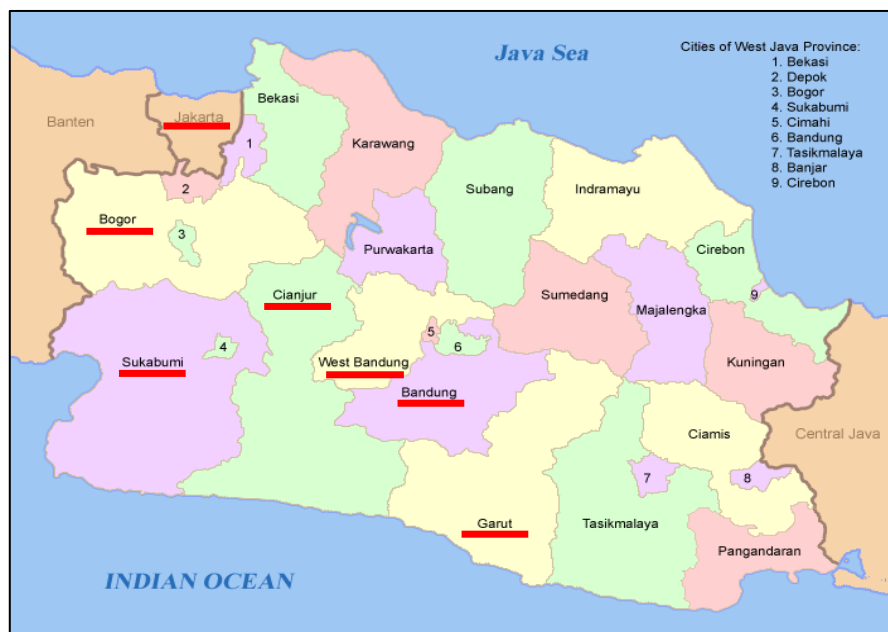 Java Sea
Cities of West Java Province:
1. Bekasi
2. Depok
3. Bogor
4. Sukabumi
5. Cimahi
6. Bandung
7. Tasikmalaya
8. Banjar
9. Cirebon
Banten
Jakarta
Bekasi
1
Karawang
2
Subang
Indramayu
Bogor
3
Purwakarta
Cirebon
Cianjur
Sumedang
9
Majalengka
5
6
4
Sukabumi
West Bandung
Kuningan
Bandung
Ciamis
Central Java
7
8
Garut
Tasikmalaya
Pangandaran
INDIAN OCEAN